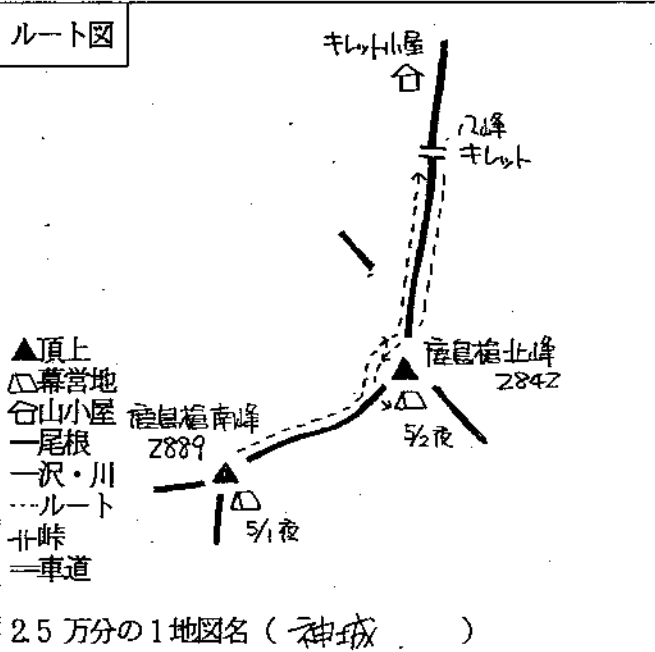 ルート図
キレット小屋
八峰
キレット
▲頂上
幕営地
山小屋
尾根
沢・川
ルート
峠
車道
鹿島槍北峰
2842
5/2夜
鹿島槍南峰
2889
5/1夜
2.5万分の1地図名(神城)